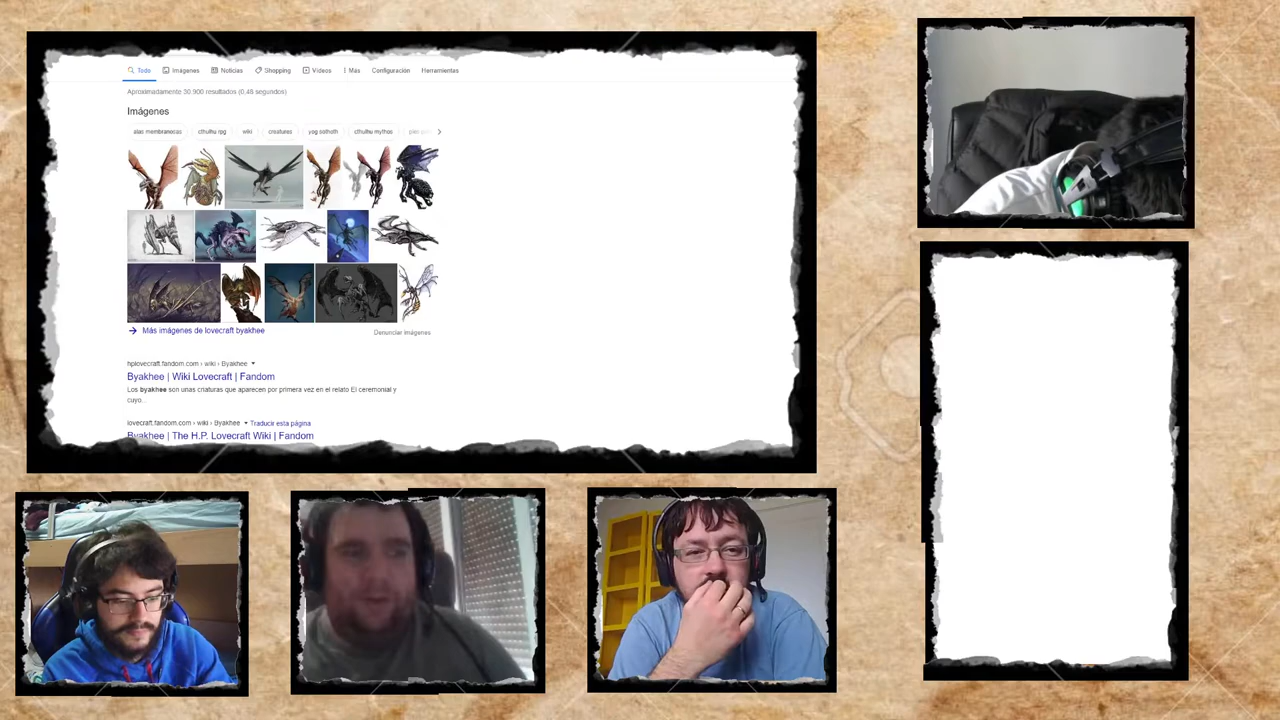 Todo Imágenes Noticias Shopping Vídeos Más Configuración Herramientas
Aproximadamente 30.900 resultados (0,48 segundos)
Imágenes
alas membranosas cthulhu rpg wiki creatures yog sothoth cthulhu mythos
Más imágenes de lovecraft byakhee
Denunciar imágenes
hplovecraft.fandom.com › wiki › Byakhee
Byakhee | Wiki Lovecraft | Fandom
Los byakhee son unas criaturas que aparecen por primera vez en el relato El ceremonial y
cuyo...
lovecraft.fandom.com › wiki › Byakhee Traducir esta página
Byakhee | The H.P. Lovecraft Wiki | Fandom